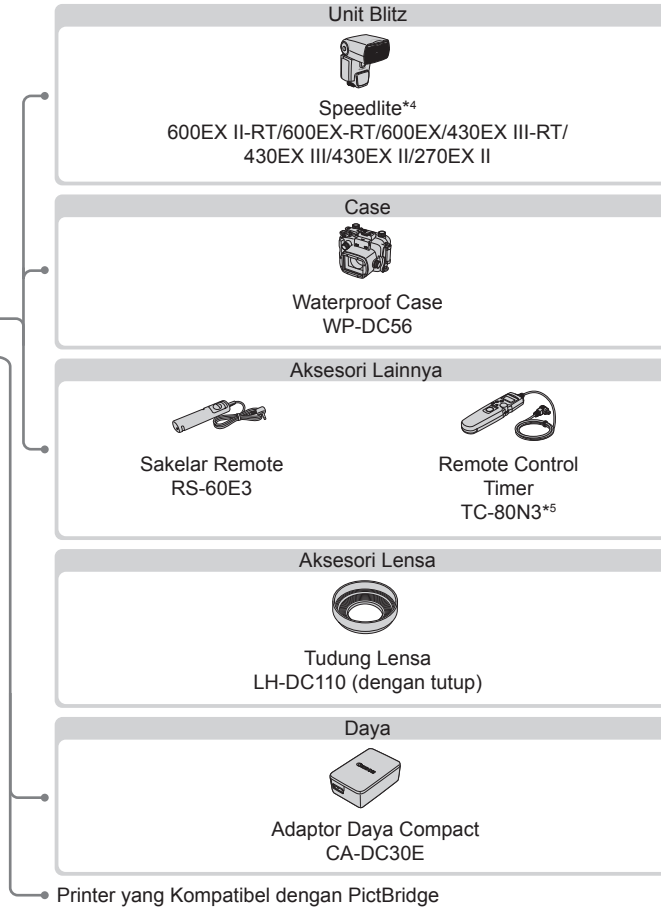 Unit Blitz
Speedlite*4
600EX II-RT/600EX-RT/600EX/430EX III-RT/
430EX III/430EX II/270EX II
Case
Waterproof Case
WP-DC56
Aksesori Lainnya
Sakelar Remote
RS-60E3
Remote Control
Timer
TC-80N3*5
Aksesori Lensa
Tudung Lensa
LH-DC110 (dengan tutup)
Daya
Canon
Adaptor Daya Compact
CA-DC30E
Printer yang Kompatibel dengan PictBridge